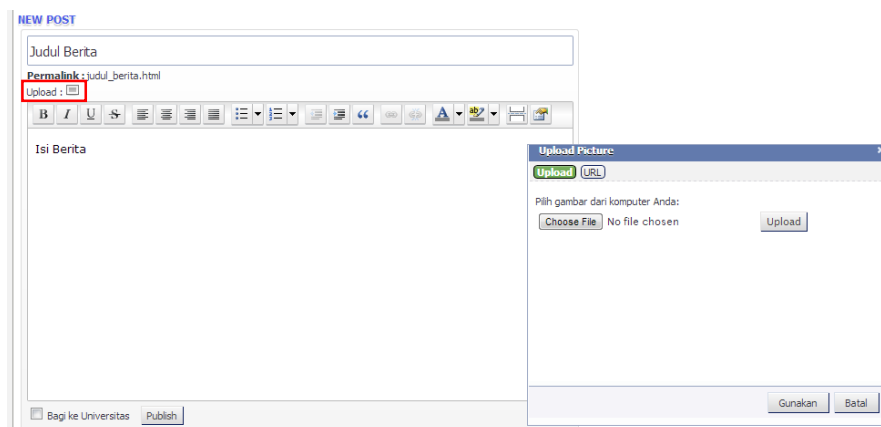 NEW POST
Judul Berita
Permalink : judul_berita.html
Upload :
B I U S
Isi Berita
Bagi ke Universitas Publish
Upload Picture x
Upload URL
Pilih gambar dari komputer Anda:
Choose File No file chosen Upload
Gunakan Batal